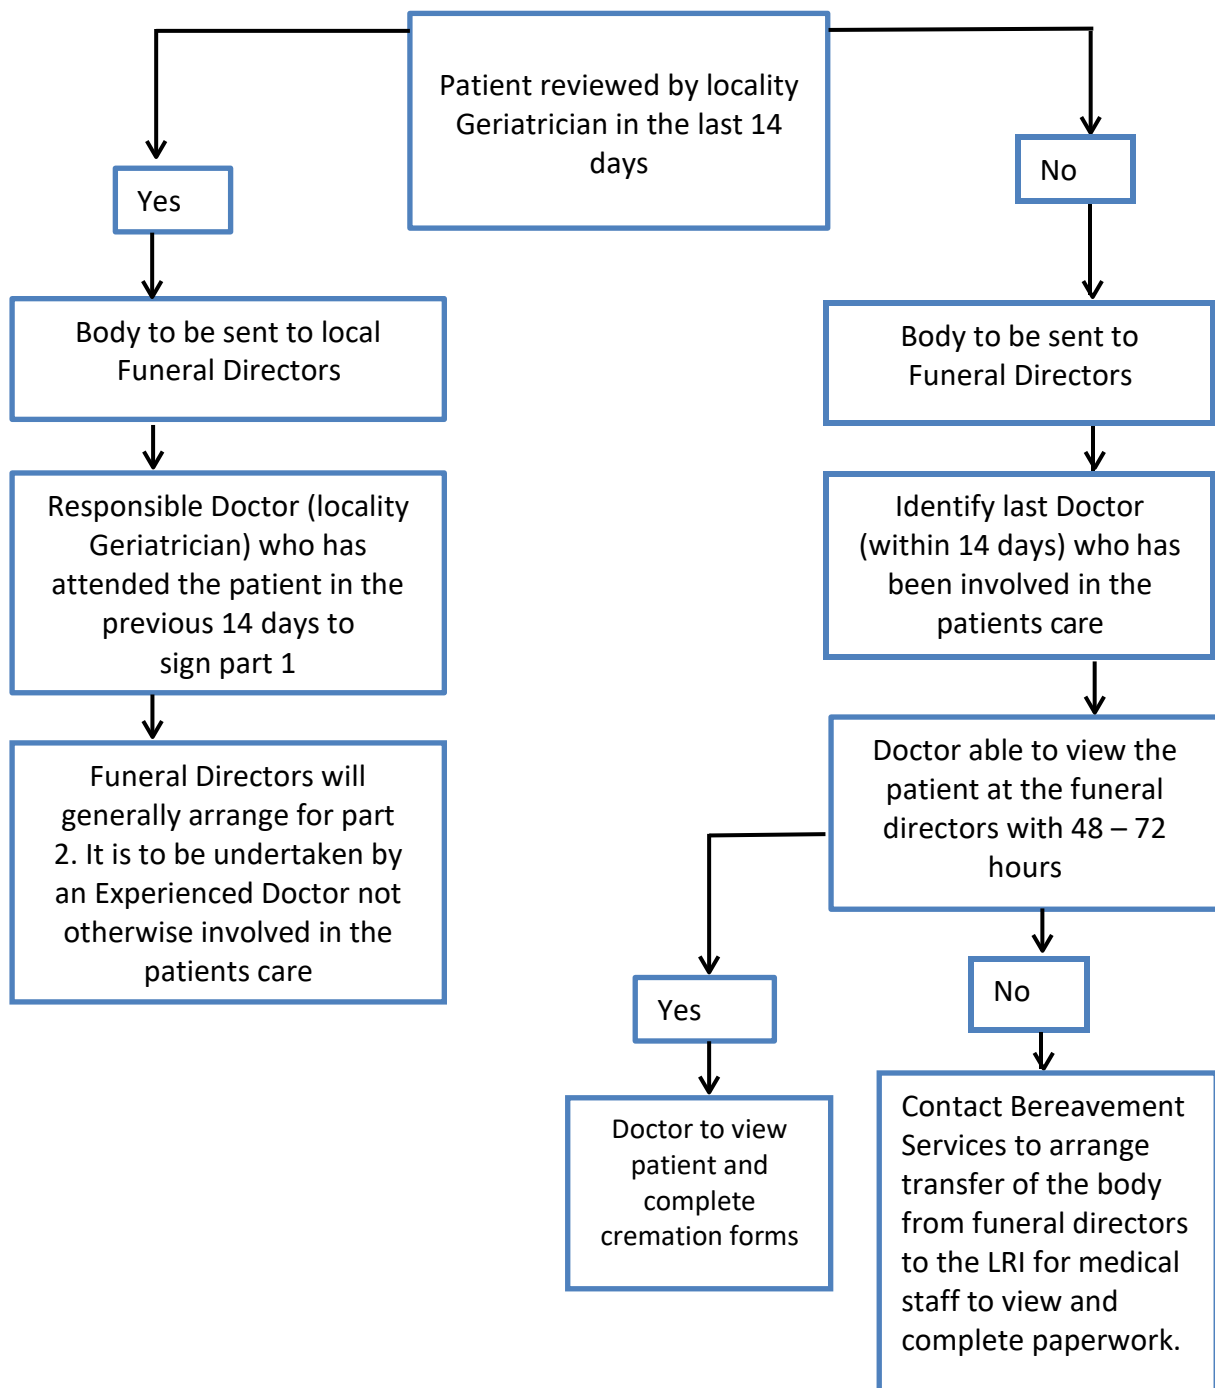 Patient reviewed by locality
Geriatrician in the last 14
days
Yes
No
Body to be sent to local
Funeral Directors
Body to be sent to
Funeral Directors
Responsible Doctor (locality
Geriatrician) who has
attended the patient in the
previous 14 days to
sign part 1
Identify last Doctor
(within 14 days) who has
been involved in the
patients care
Funeral Directors will
generally arrange for part
2. It is to be undertaken by
an Experienced Doctor not
otherwise involved in the
patients care
Doctor able to view the
patient at the funeral
directors with 48 – 72
hours
Yes
No
Doctor to view
patient and
complete
cremation forms
Contact Bereavement
Services to arrange
transfer of the body
from funeral directors
to the LRI for medical
staff to view and
complete paperwork.